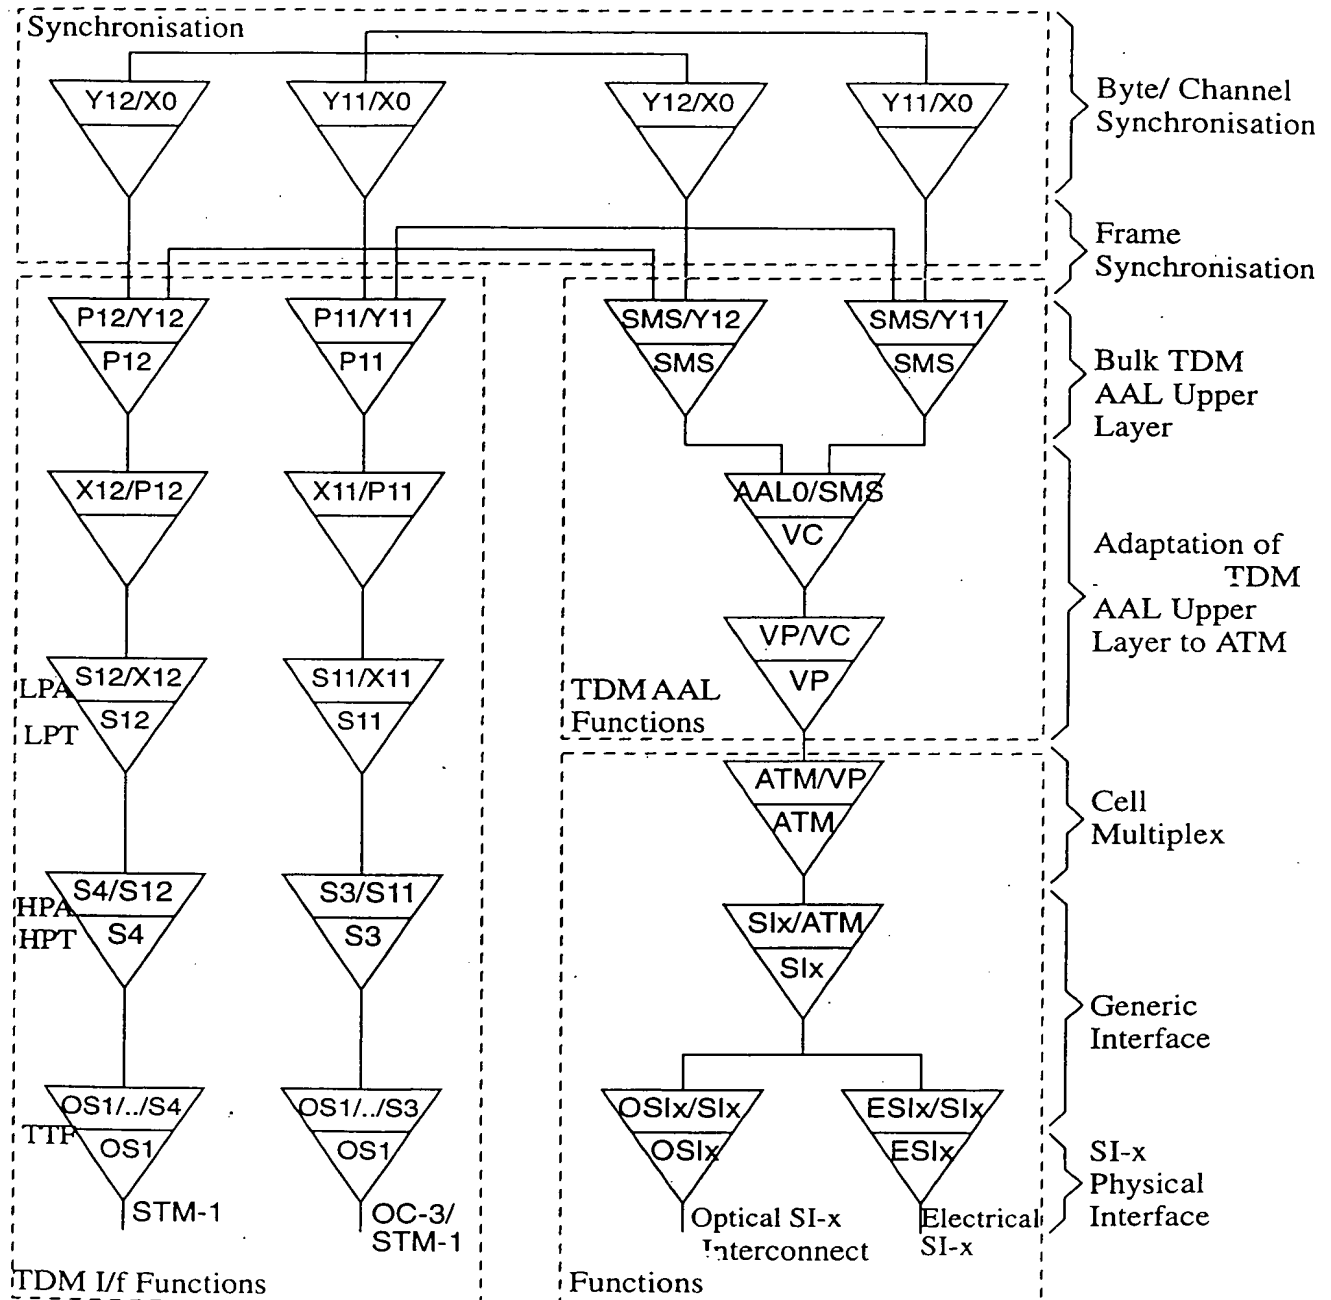 Synchronisation
Y12/X0
Y11/X0
Y12/X0
Y11/X0
Byte/ Channel
Synchronisation
Frame
Synchronisation
P12/Y12
P12
P11/Y11
P11
SMS/Y12
SMS
SMS/Y11
SMS
Bulk TDM
AAL Upper
Layer
X12/P12
X11/P11
AAL0/SMS
VC
Adaptation of
TDM
AAL Upper
Layer to ATM
VP/VC
VP
LPA
LPT
S12/X12
S12
S11/X11
S11
TDM AAL
Functions
ATM/VP
ATM
Cell
Multiplex
HPA
HPT
S4/S12
S4
S3/S11
S3
SIx/ATM
SIx
Generic
Interface
TTF
OS1/../S4
OS1
OS1/../S3
OS1
OSIx/SIx
OSIx
ESIx/SIx
ESIx
SI-x
Physical
Interface
STM-1
OC-3/
STM-1
Optical SI-x
Interconnect
Electrical
SI-x
TDM I/f Functions
Functions